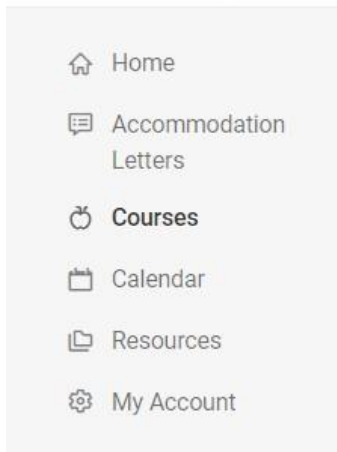 Home
Accommodation
Letters
Courses
Calendar
Resources
My Account